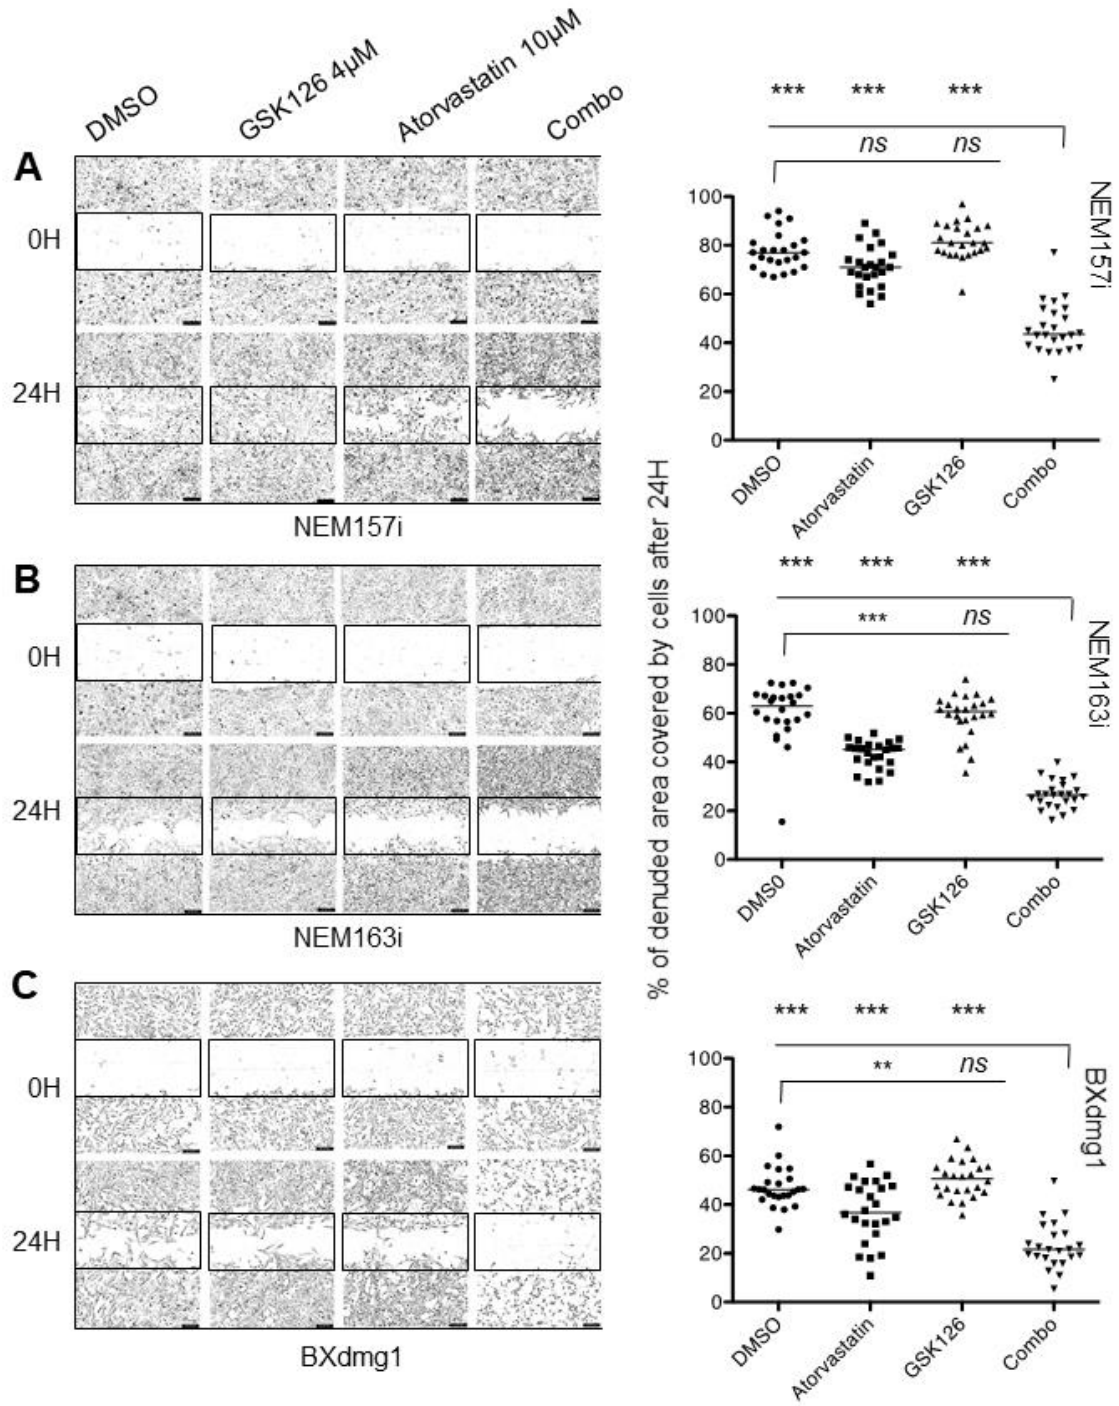 DMSO
GSK126 4µM
Atorvastatin 10µM
Combo
A
0H
24H
NEM157i
B
0H
24H
NEM163i
C
0H
24H
BXdmg1
% of denuded area covered by cells after 24H
*** *** ***
ns ns
100
80
60
40
20
0
DMSO
Atorvastatin
GSK126
Combo
NEM157i
*** *** ***
*** ns
100
80
60
40
20
0
DMS0
Atorvastatin
GSK126
Combo
NEM163i
*** *** ***
** ns
100
80
60
40
20
0
DMSO
Atorvastatin
GSK126
Combo
BXdmg1